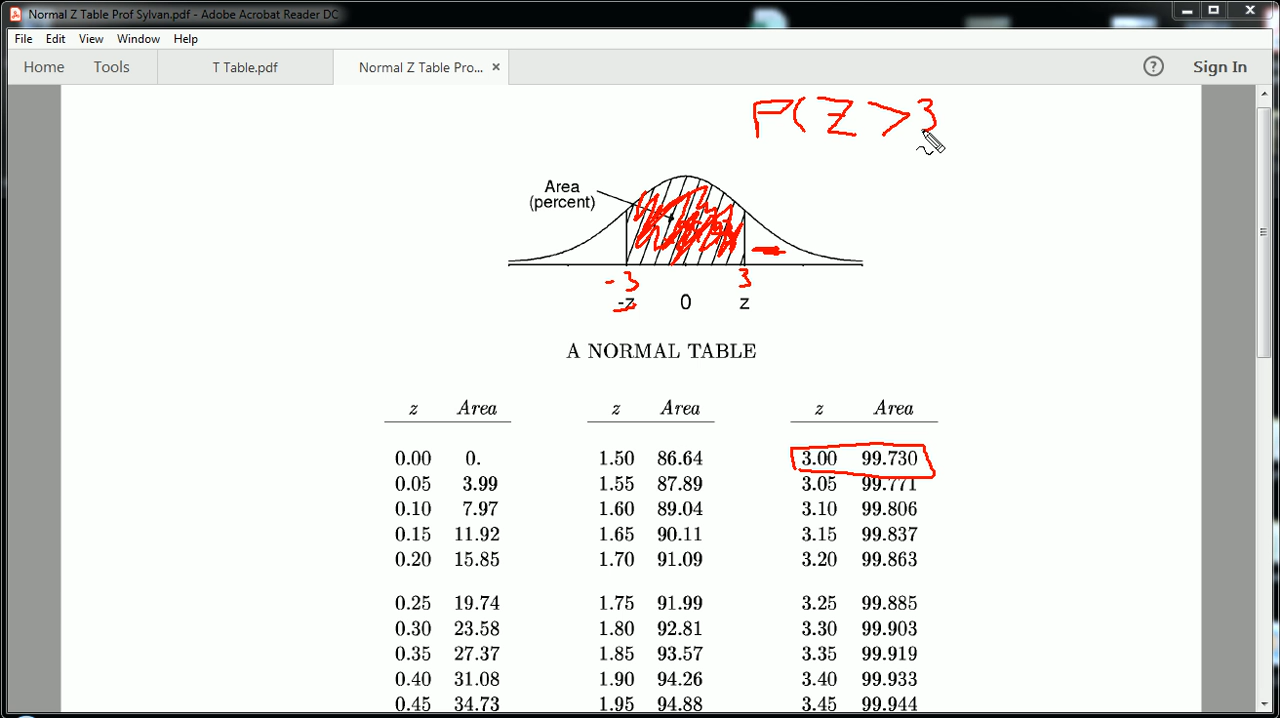 Normal Z Table Prof Sylvan.pdf - Adobe Acrobat Reader DC
File Edit View Window Help
Home Tools T Table.pdf Normal Z Table Pro... × ? Sign In
P(Z >3
Area
(percent)
-3 3
-z 0 z
A NORMAL TABLE
z Area z Area z Area
0.00 0. 1.50 86.64 3.00 99.730
0.05 3.99 1.55 87.89 3.05 99.771
0.10 7.97 1.60 89.04 3.10 99.806
0.15 11.92 1.65 90.11 3.15 99.837
0.20 15.85 1.70 91.09 3.20 99.863
0.25 19.74 1.75 91.99 3.25 99.885
0.30 23.58 1.80 92.81 3.30 99.903
0.35 27.37 1.85 93.57 3.35 99.919
0.40 31.08 1.90 94.26 3.40 99.933
0.45 34.73 1.95 94.88 3.45 99.944